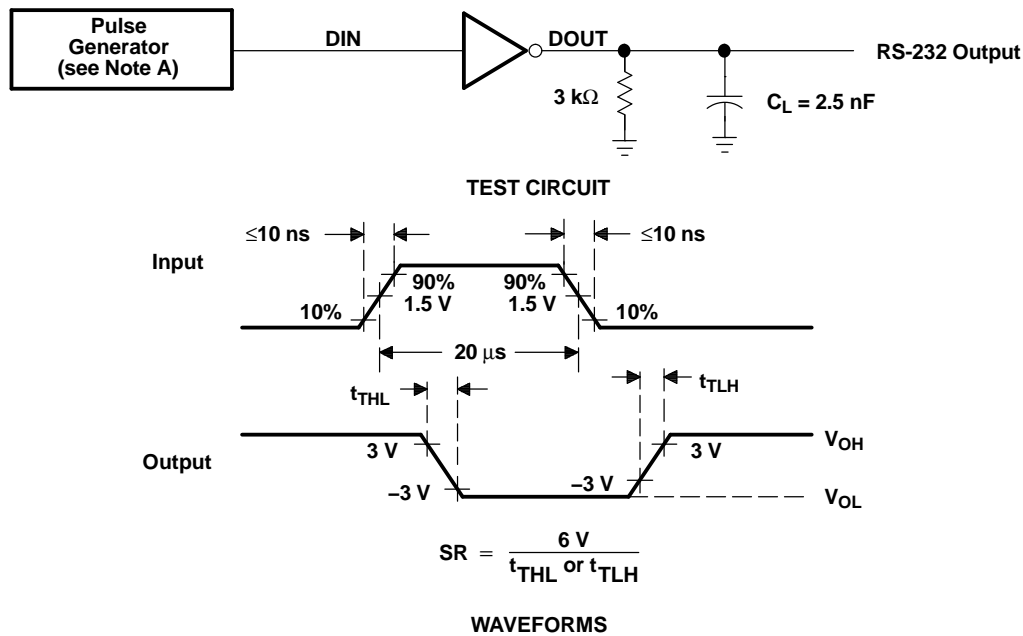 Pulse
Generator
(see Note A)
DIN
DOUT
RS-232 Output
3 kΩ
C_L = 2.5 nF
TEST CIRCUIT
≤10 ns
≤10 ns
Input
90%
90%
1.5 V
1.5 V
10%
10%
20 μs
t_THL
t_TLH
Output
3 V
3 V
V_OH
–3 V
–3 V
V_OL
SR = 6 V
t_THL or t_TLH
WAVEFORMS